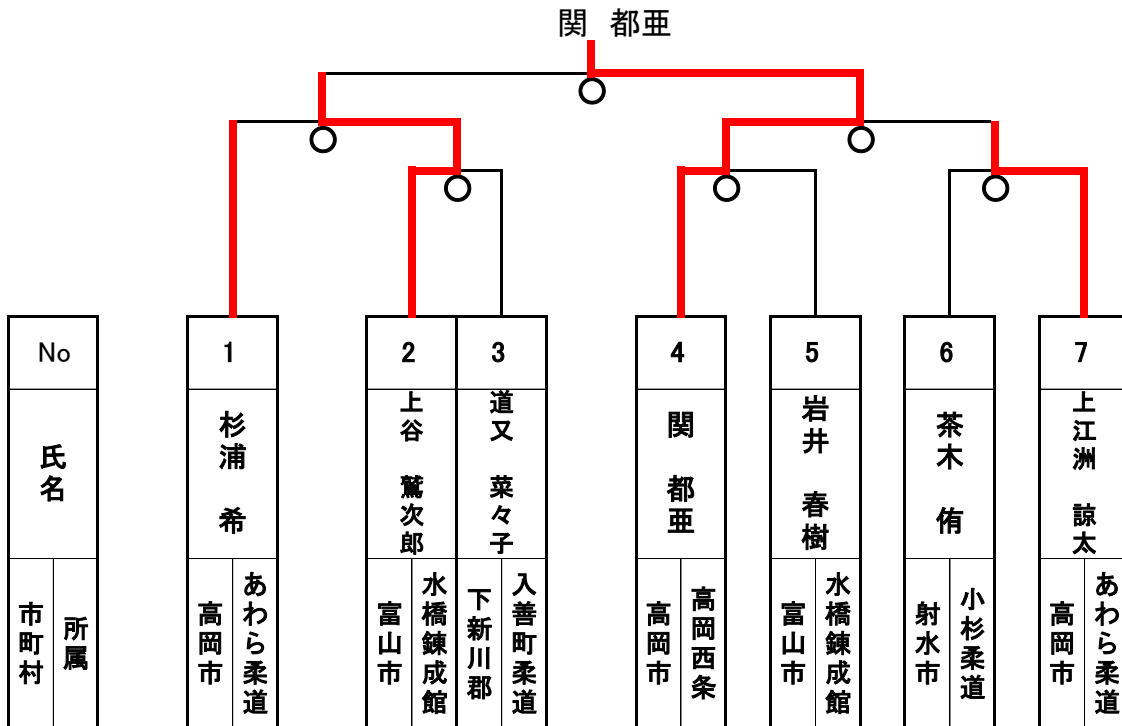 関 都亜
No
1
2
3
4
5
6
7
氏名
杉浦 希
上谷 鷲次郎
道又 菜々子
関 都亜
岩井 春樹
茶木 侑
上江洲 諒太
市町村
所属
高岡市
あわら柔道
富山市
水橋錬成館
下新川郡
入善町柔道
高岡市
高岡西条
富山市
水橋錬成館
射水市
小杉柔道
高岡市
あわら柔道